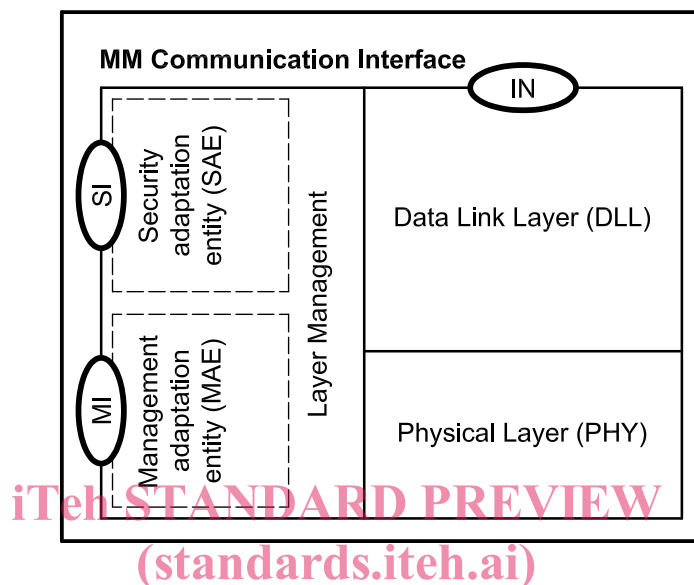 MM Communication Interface
IN
SI
Security
adaptation
entity (SAE)
Layer Management
Data Link Layer (DLL)
MI
Management
adaptation
entity (MAE)
Physical Layer (PHY)
iTeh STANDARD PREVIEW
(standards.iteh.ai)